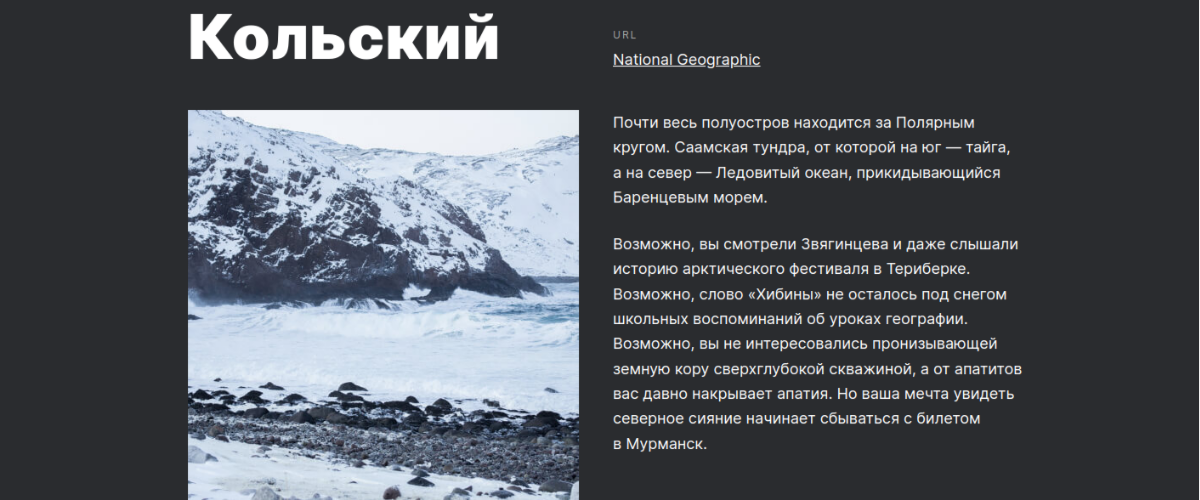 Кольский
URL
National Geographic
Почти весь полуостров находится за Полярным
кругом. Саамская тундра, от которой на юг — тайга,
а на север — Ледовитый океан, прикидывающийся
Баренцевым морем.
Возможно, вы смотрели Звягинцева и даже слышали
историю арктического фестиваля в Териберке.
Возможно, слово «Хибины» не осталось под снегом
школьных воспоминаний об уроках географии.
Возможно, вы не интересовались пронизывающей
земную кору сверхглубокой скважиной, а от апатитов
вас давно накрывает апатия. Но ваша мечта увидеть
северное сияние начинает сбываться с билетом
в Мурманск.